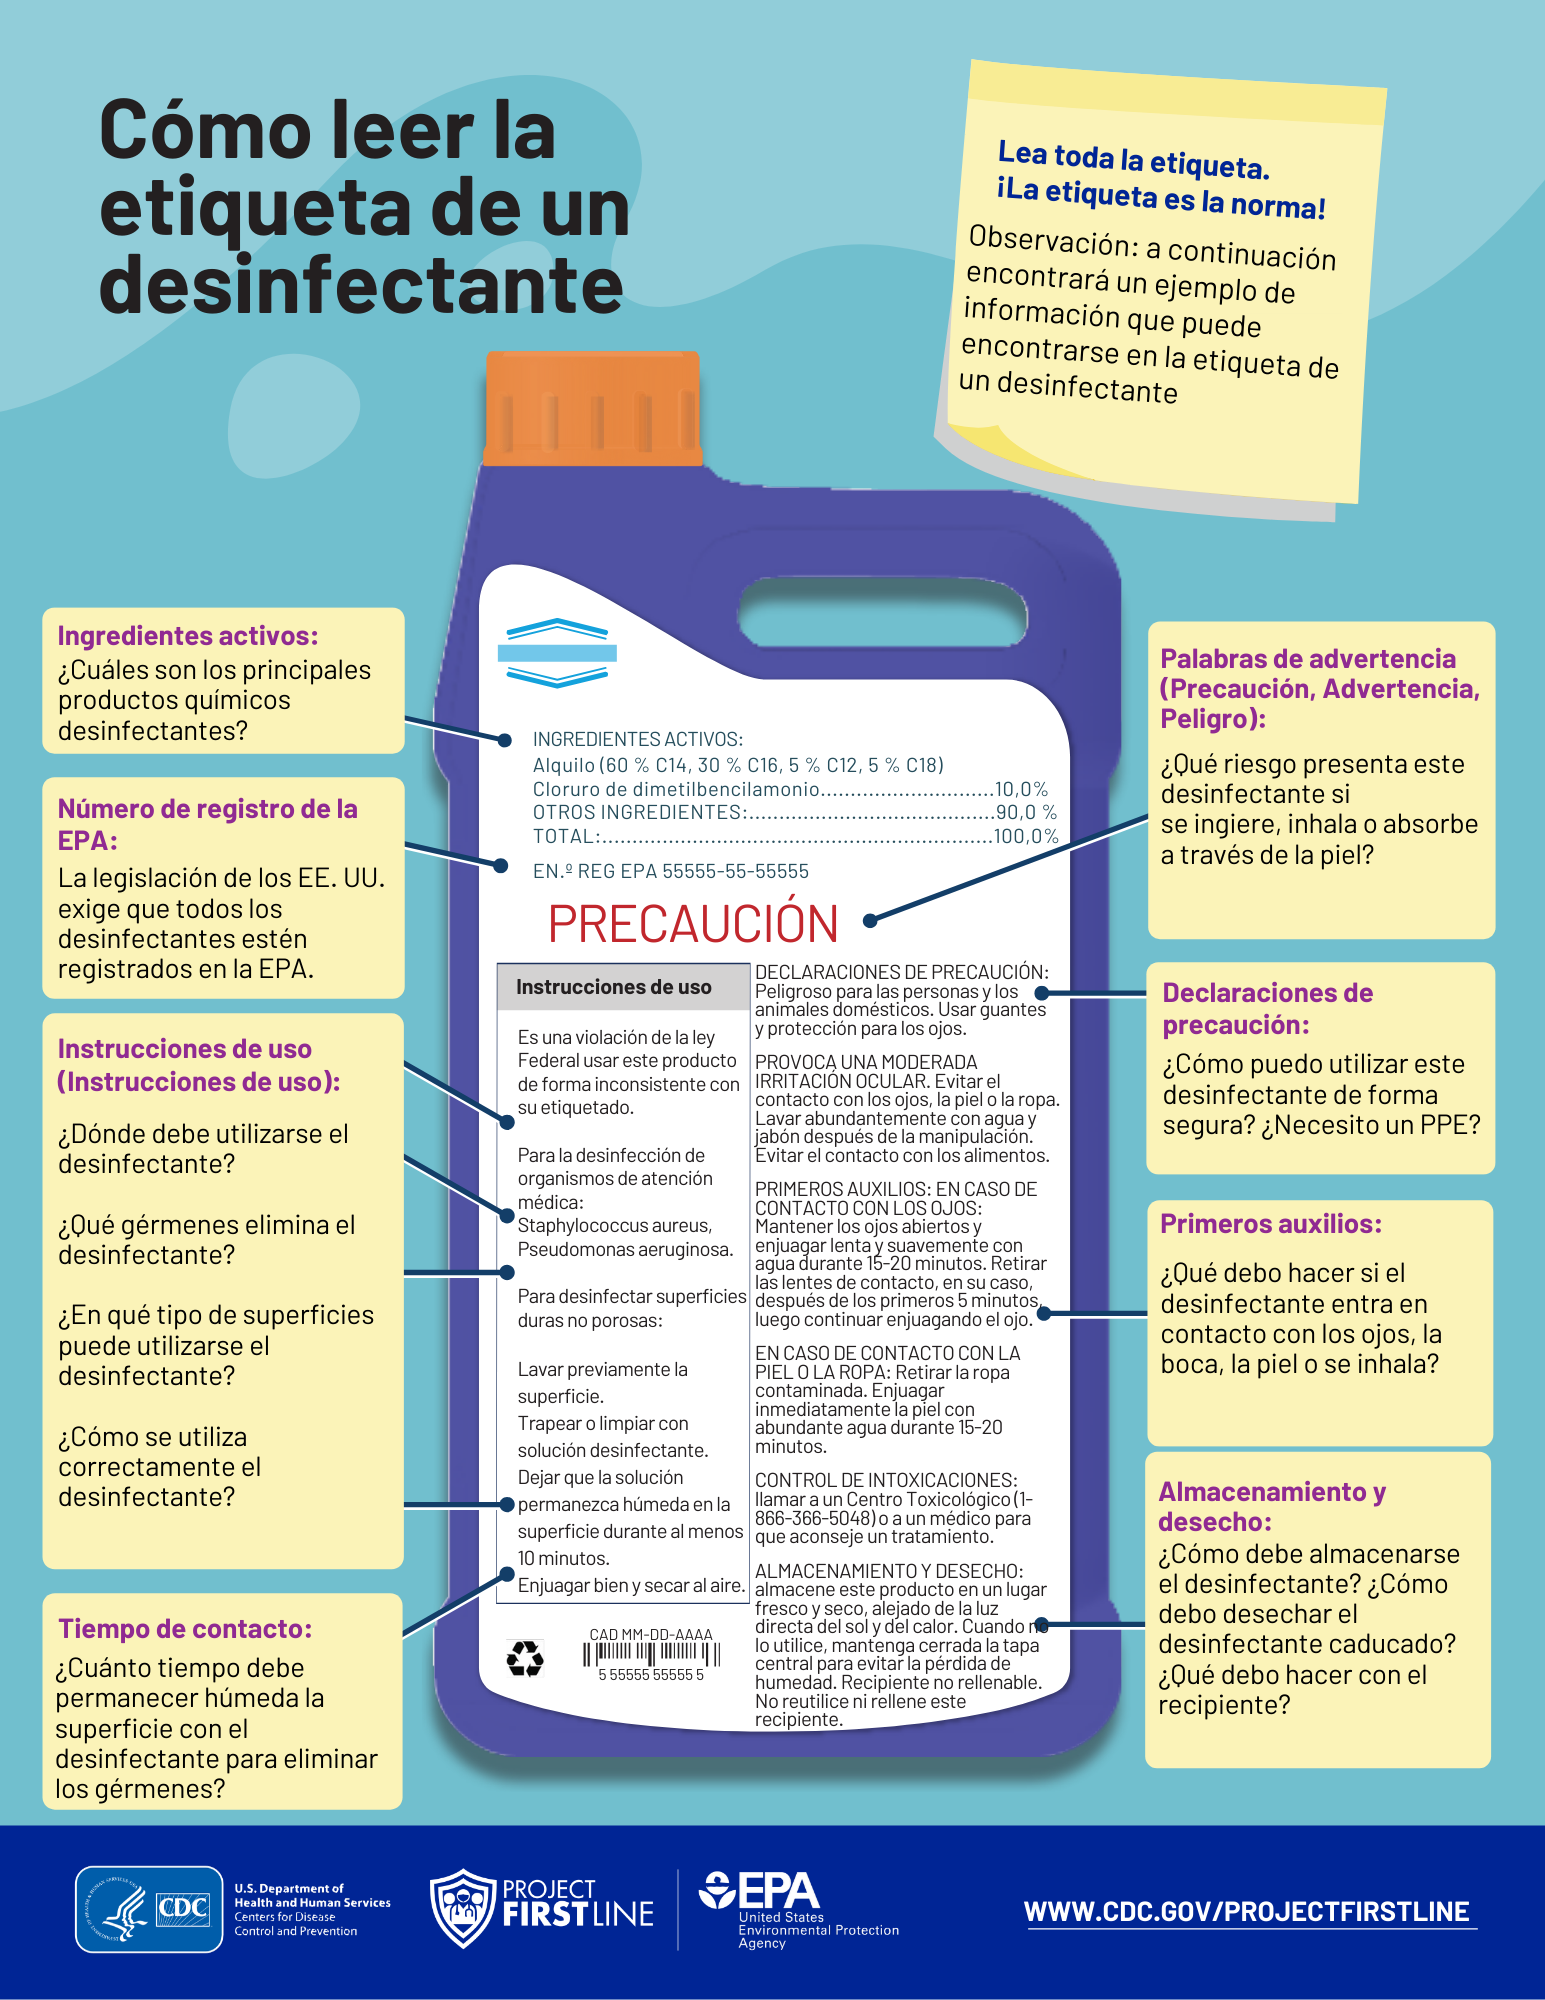 Cómo leer la
etiqueta de un
desinfectante
Lea toda la etiqueta.
¡La etiqueta es la norma!
Observación: a continuación
encontrará un ejemplo de
información que puede
encontrarse en la etiqueta de
un desinfectante
Ingredientes activos:
¿Cuáles son los principales
productos químicos
desinfectantes?
Número de registro de la
EPA:
La legislación de los EE. UU.
exige que todos los
desinfectantes estén
registrados en la EPA.
Instrucciones de uso
(Instrucciones de uso):
¿Dónde debe utilizarse el
desinfectante?
¿Qué gérmenes elimina el
desinfectante?
¿En qué tipo de superficies
puede utilizarse el
desinfectante?
¿Cómo se utiliza
correctamente el
desinfectante?
Tiempo de contacto:
¿Cuánto tiempo debe
permanecer húmeda la
superficie con el
desinfectante para eliminar
los gérmenes?
INGREDIENTES ACTIVOS:
Alquilo (60 % C14, 30 % C16, 5 % C12, 5 % C18)
Cloruro de dimetilbencilamonio.............................10,0%
OTROS INGREDIENTES:.........................................90,0 %
TOTAL:.................................................................100,0%
EN.º REG EPA 55555-55-55555
PRECAUCIÓN
Instrucciones de uso
Es una violación de la ley
Federal usar este producto
de forma inconsistente con
su etiquetado.
Para la desinfección de
organismos de atención
médica:
Staphylococcus aureus,
Pseudomonas aeruginosa.
Para desinfectar superficies
duras no porosas:
Lavar previamente la
superficie.
Trapear o limpiar con
solución desinfectante.
Dejar que la solución
permanezca húmeda en la
superficie durante al menos
10 minutos.
Enjuagar bien y secar al aire.
CAD MM-DD-AAAA
5 55555 55555 5
DECLARACIONES DE PRECAUCIÓN:
Peligroso para las personas y los
animales domésticos. Usar guantes
y protección para los ojos.
PROVOCA UNA MODERADA
IRRITACIÓN OCULAR. Evitar el
contacto con los ojos, la piel o la ropa.
Lavar abundantemente con agua y
jabón después de la manipulación.
Evitar el contacto con los alimentos.
PRIMEROS AUXILIOS: EN CASO DE
CONTACTO CON LOS OJOS:
Mantener los ojos abiertos y
enjuagar lenta y suavemente con
agua durante 15-20 minutos. Retirar
las lentes de contacto, en su caso,
después de los primeros 5 minutos,
luego continuar enjuagando el ojo.
EN CASO DE CONTACTO CON LA
PIEL O LA ROPA: Retirar la ropa
contaminada. Enjuagar
inmediatamente la piel con
abundante agua durante 15-20
minutos.
CONTROL DE INTOXICACIONES:
llamar a un Centro Toxicológico (1-
866-366-5048) o a un médico para
que aconseje un tratamiento.
ALMACENAMIENTO Y DESECHO:
almacene este producto en un lugar
fresco y seco, alejado de la luz
directa del sol y del calor. Cuando no
lo utilice, mantenga cerrada la tapa
central para evitar la pérdida de
humedad. Recipiente no rellenable.
No reutilice ni rellene este
recipiente.
Palabras de advertencia
(Precaución, Advertencia,
Peligro):
¿Qué riesgo presenta este
desinfectante si
se ingiere, inhala o absorbe
a través de la piel?
Declaraciones de
precaución:
¿Cómo puedo utilizar este
desinfectante de forma
segura? ¿Necesito un PPE?
Primeros auxilios:
¿Qué debo hacer si el
desinfectante entra en
contacto con los ojos, la
boca, la piel o se inhala?
Almacenamiento y
desecho:
¿Cómo debe almacenarse
el desinfectante? ¿Cómo
debo desechar el
desinfectante caducado?
¿Qué debo hacer con el
recipiente?
CDC
U.S. Department of
Health and Human Services
Centers for Disease
Control and Prevention
PROJECT
FIRSTLINE
EPA
United States
Environmental Protection
Agency
WWW.CDC.GOV/PROJECTFIRSTLINE